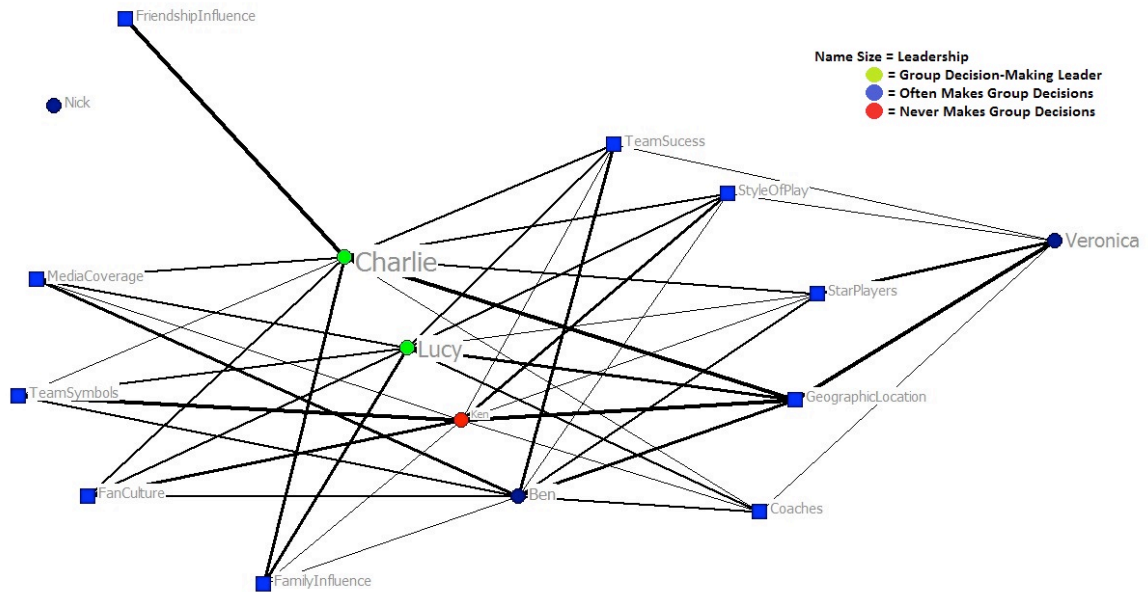 FriendshipInfluence
Name Size = Leadership
= Group Decision-Making Leader
= Often Makes Group Decisions
= Never Makes Group Decisions
Nick
TeamSucess
StyleOfPlay
Veronica
Charlie
MediaCoverage
StarPlayers
Lucy
TeamSymbols
GeographicLocation
Ken
FanCulture
Ben
Coaches
FamilyInfluence